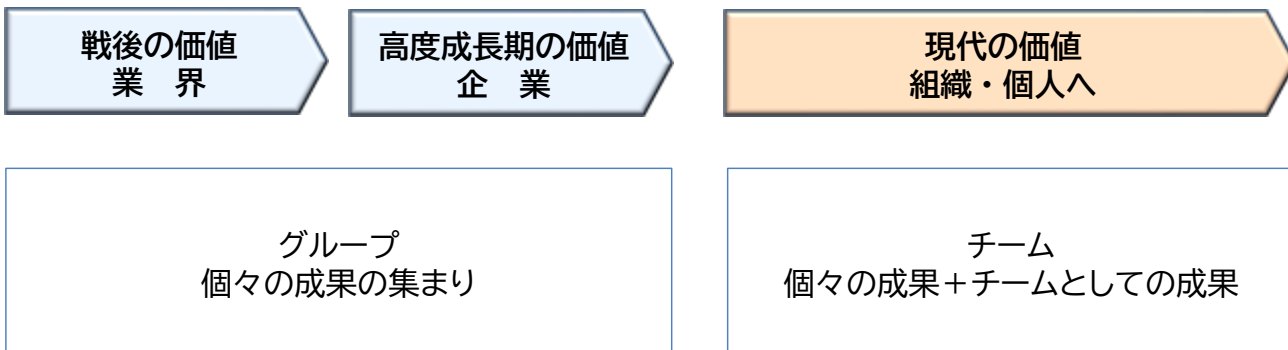 戦後の価値
業　界
高度成長期の価値
企　業
現代の価値
組織・個人へ
グループ
個々の成果の集まり
チーム
個々の成果＋チームとしての成果